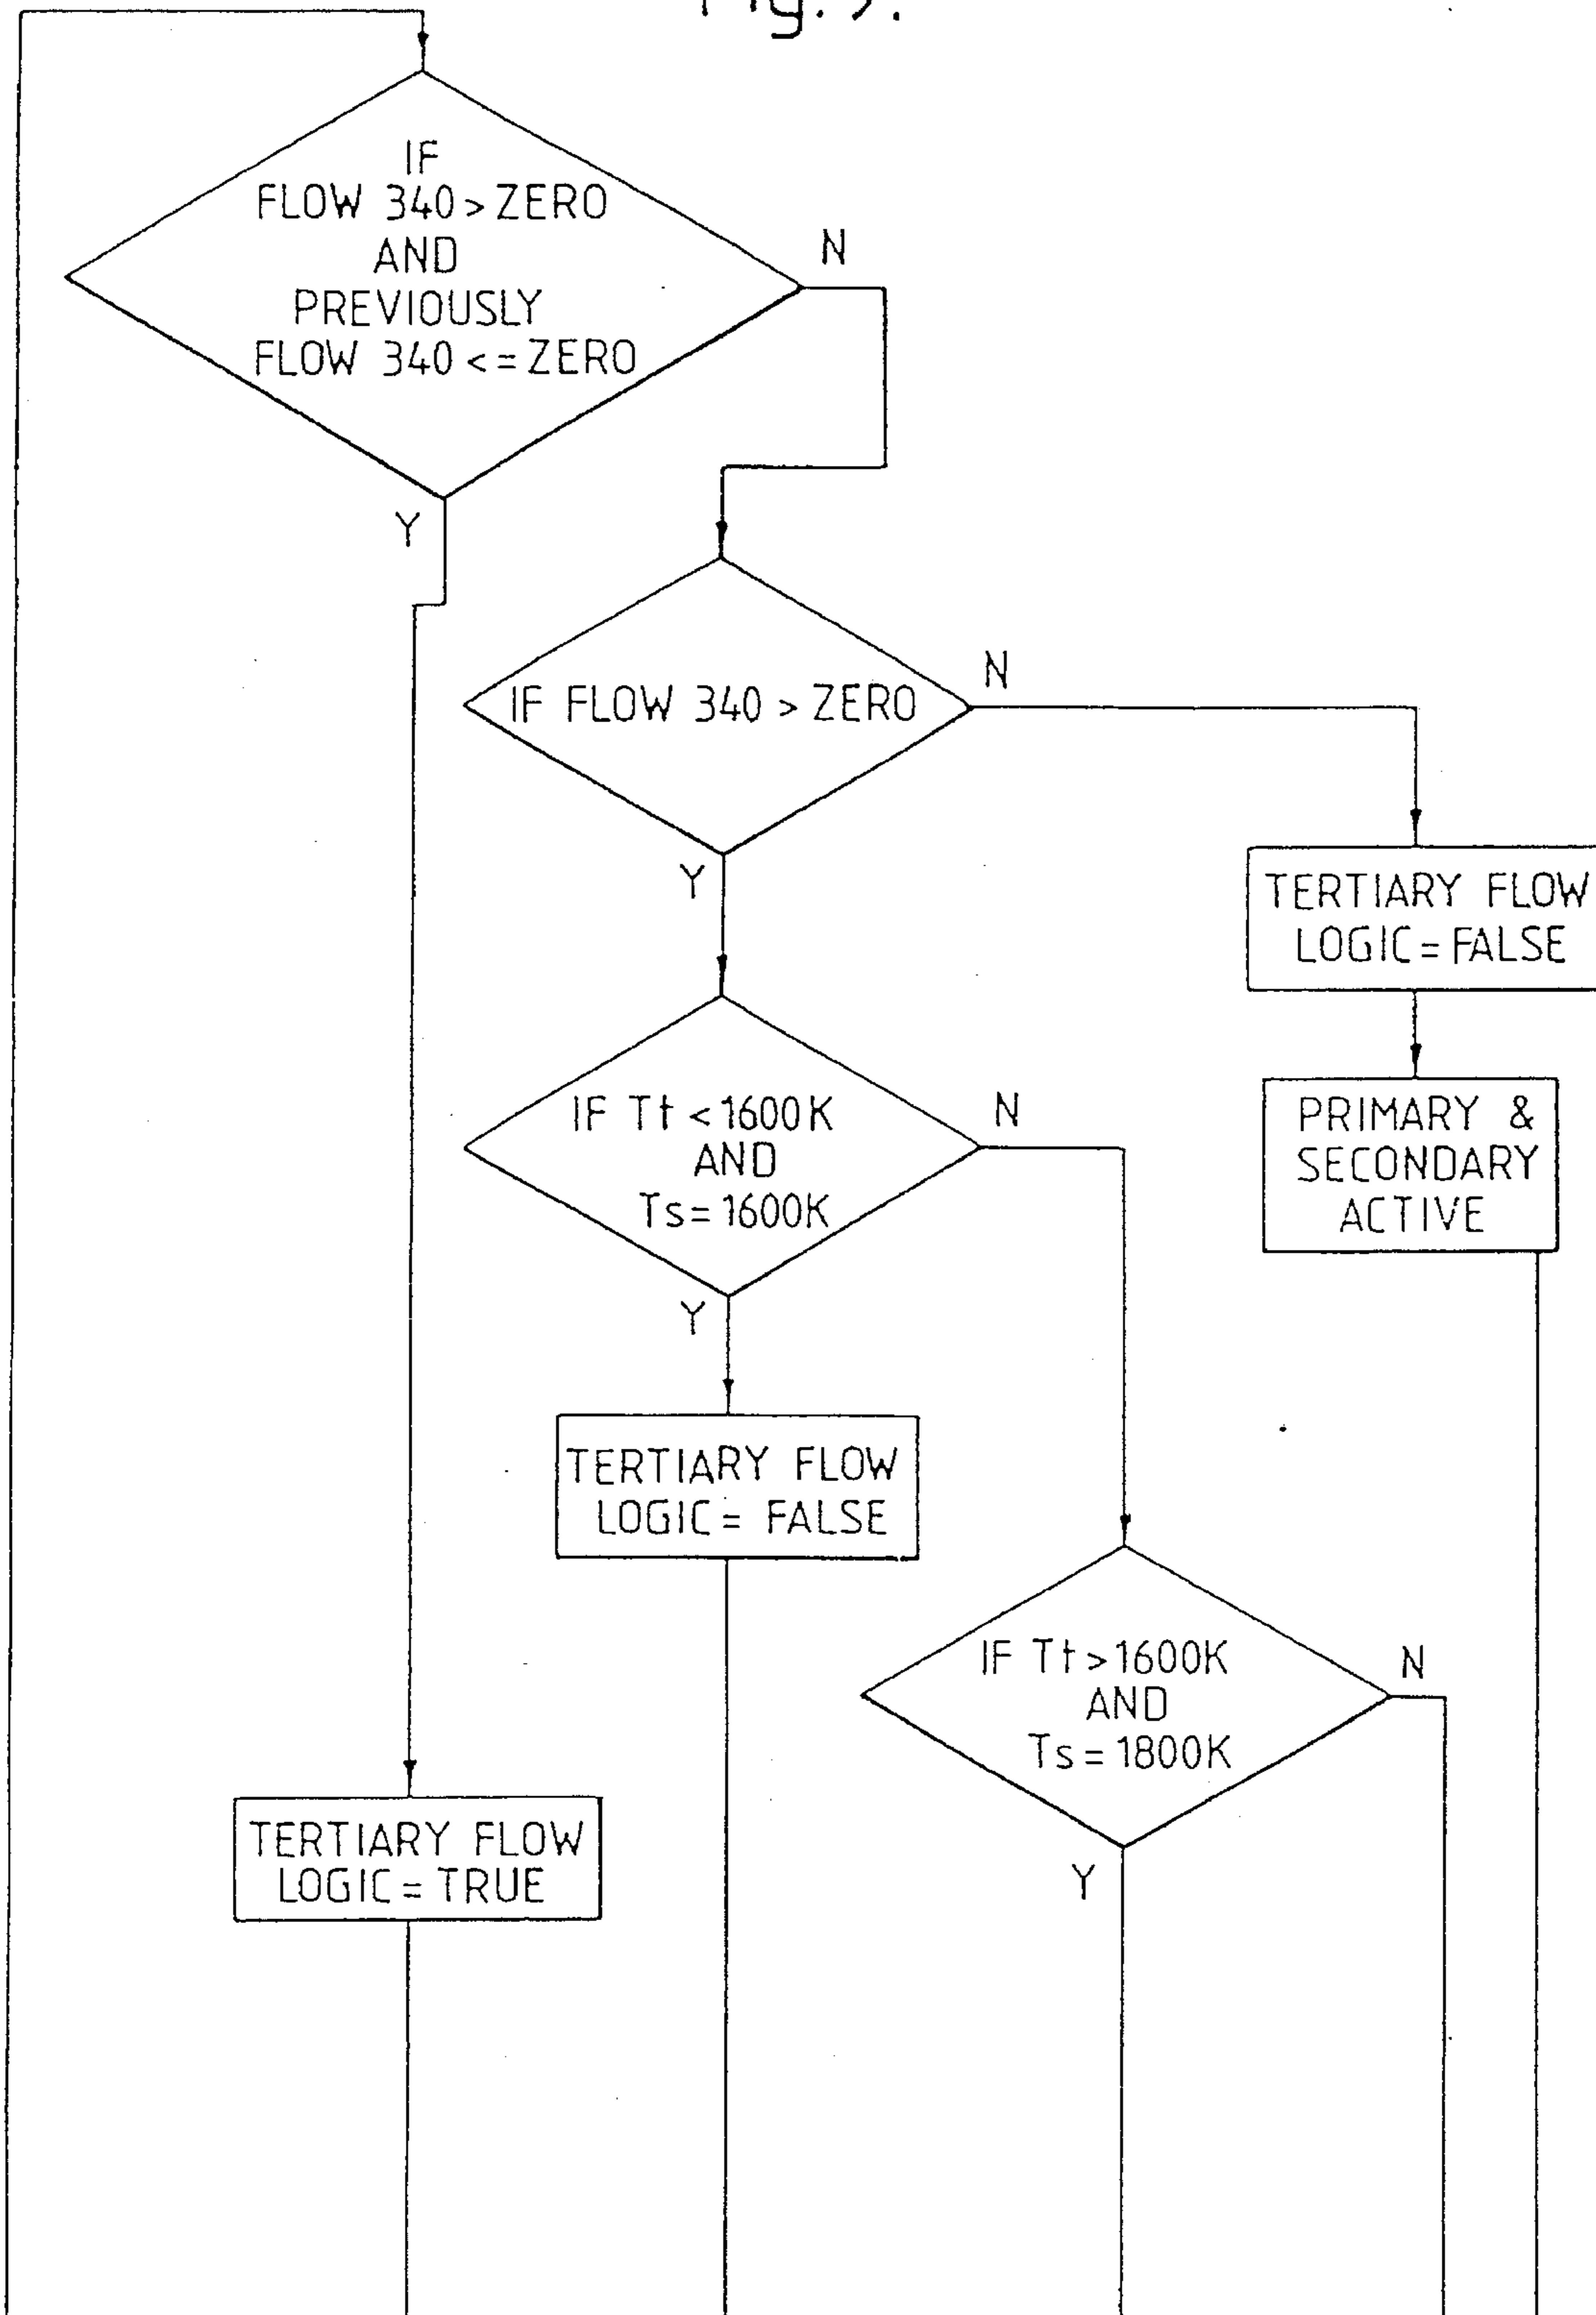 IF
FLOW 340 > ZERO
AND
PREVIOUSLY
FLOW 340 <= ZERO
N
Y
IF FLOW 340 > ZERO
N
Y
TERTIARY FLOW
LOGIC = FALSE
PRIMARY &
SECONDARY
ACTIVE
IF Tt < 1600K
AND
Ts = 1600K
N
Y
TERTIARY FLOW
LOGIC = FALSE
IF Tt > 1600K
AND
Ts = 1800K
N
Y
TERTIARY FLOW
LOGIC = TRUE